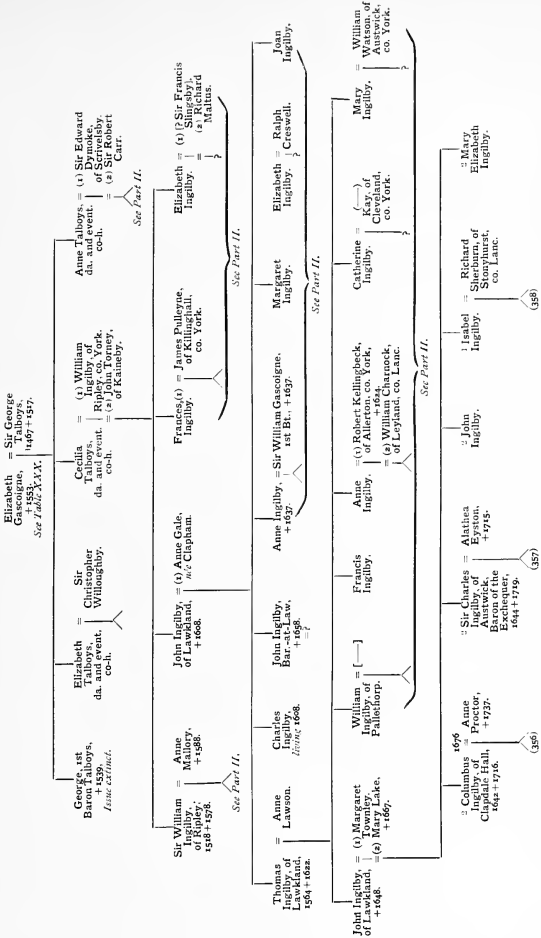 Elizabeth = Sir George
Gascoigne, Talboys,
+1553. 1467+1517.
See Table XXX.
George, 1st
Baron Talboys,
+1539.
Issue extinct.
Elizabeth =
Talboys,
da. and event.
co-h.
Sir
Christopher
Willoughby.
Cecilia =
Talboys,
da. and event.
co-h.
(1) William
Ingilby, of
Ripley, co. York.
= (2) John Torney,
of Kaineby.
Anne Talboys, =
da. and event.
co-h.
(1) Sir Edward
Dymoke,
of Scrivelsby.
= (2) Sir Robert
Carr.
See Part II.
Sir William =
Ingilby,
of Ripley,
1518+1578.
Anne
Mallory,
+1588.
See Part II.
John Ingilby, = (1) Anne Gale,
of Lawkland, née Clapham.
+1608.
Frances (1) = James Pulleyne,
Ingilby. of Killinghall,
co. York.
Elizabeth =
Ingilby. =
?
(1) [? Sir Francis
Slingsby].
(2) Richard
Maltus.
See Part II.
Thomas =
Ingilby, of
Lawkland,
1564+1622.
Anne
Lawson.
Charles
Ingilby,
living 1608.
John Ingilby,
Bar.-at-Law,
+1658.
=?
Anne Ingilby, = Sir William Gascoigne,
+1637. 1st Bt., +1637.
Margaret
Ingilby.
Elizabeth = Ralph
Ingilby. Creswell.
?
Joan
Ingilby.
See Part II.
John Ingilby,
of Lawkland,
+1648.
= (1) Margaret
Townley.
=(2) Mary Lake,
+1667.
William = [—]
Ingilby, of
Pallethorp.
Francis
Ingilby.
Anne
Ingilby.
=(1) Robert Kellingbeck,
of Allerton, co. York,
+1624.
= (2) William Charnock,
of Leyland, co. Lanc.
Catherine =
Ingilby.
(—)
Kay, of
Cleveland,
co. York.
?
Mary =
Ingilby.
William
Watson, of
Austwick,
co. York.
?
See Part II.
2 Columbus =
Ingilby, of
Clapdale Hall,
1642+1716.
1676
Anne
Proctor,
+1737.
(356)
2 Sir Charles =
Ingilby, of
Austwick,
Baron of the
Exchequer,
1644+1719.
Alathea
Eyston,
+1715.
(357)
2 John
Ingilby.
Isabel =
Ingilby.
Richard
Sherburn, of
Stonyhurst,
co. Lanc.
(358)
2 Mary
Elizabeth
Ingilby.